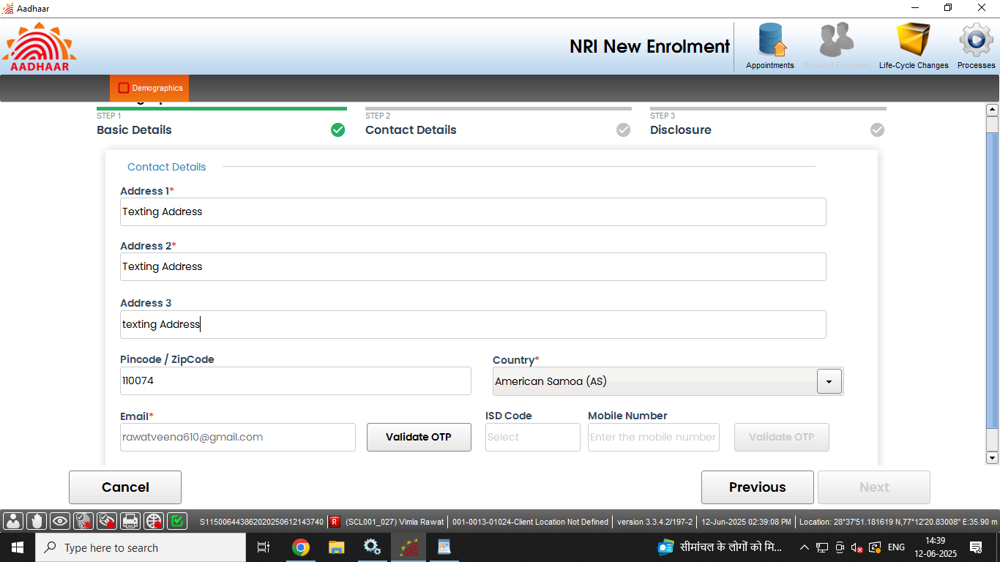 Aadhaar
AADHAAR
NRI New Enrolment
Appointments
Resident Enrolment
Life-Cycle Changes
Processes
Demographics
STEP 1
Basic Details
STEP 2
Contact Details
STEP 3
Disclosure
Contact Details
Address 1*
Texting Address
Address 2*
Texting Address
Address 3
texting Address
Pincode / ZipCode
110074
Country*
American Samoa (AS)
Email*
rawatveena610@gmail.com
Validate OTP
ISD Code
Select
Mobile Number
Enter the mobile number
Validate OTP
Cancel
Previous
Next
S1150064438620202506121437​40
R
(SCL001_027) Vimla Rawat
001-0013-01024-Client Location Not Defined
version 3.3.4.2/197-2
12-Jun-2025 02:39:08 PM
Location: 28°37'51.181619 N,77°12'20.83008" E:35.90 m
Type here to search
सीमांचल के लोगों को मि...
ENG
14:39
12-06-2025